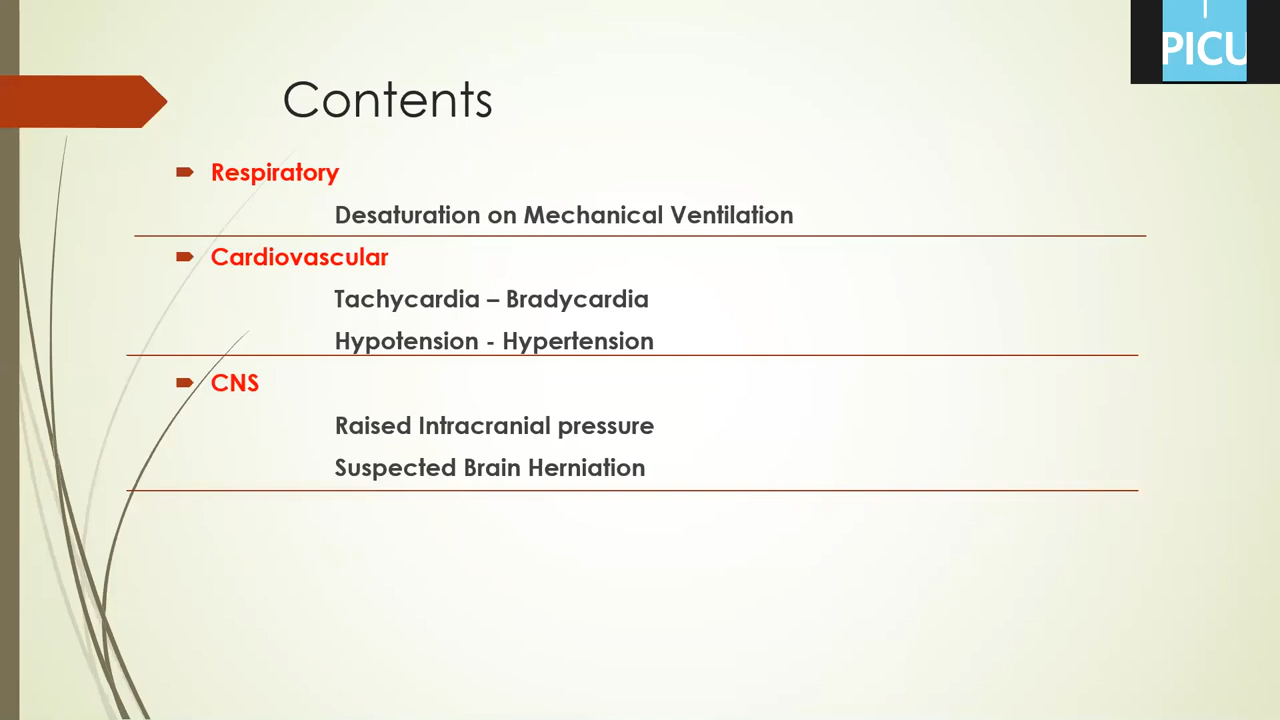 PICU
Contents
Respiratory
Desaturation on Mechanical Ventilation
Cardiovascular
Tachycardia – Bradycardia
Hypotension - Hypertension
CNS
Raised Intracranial pressure
Suspected Brain Herniation